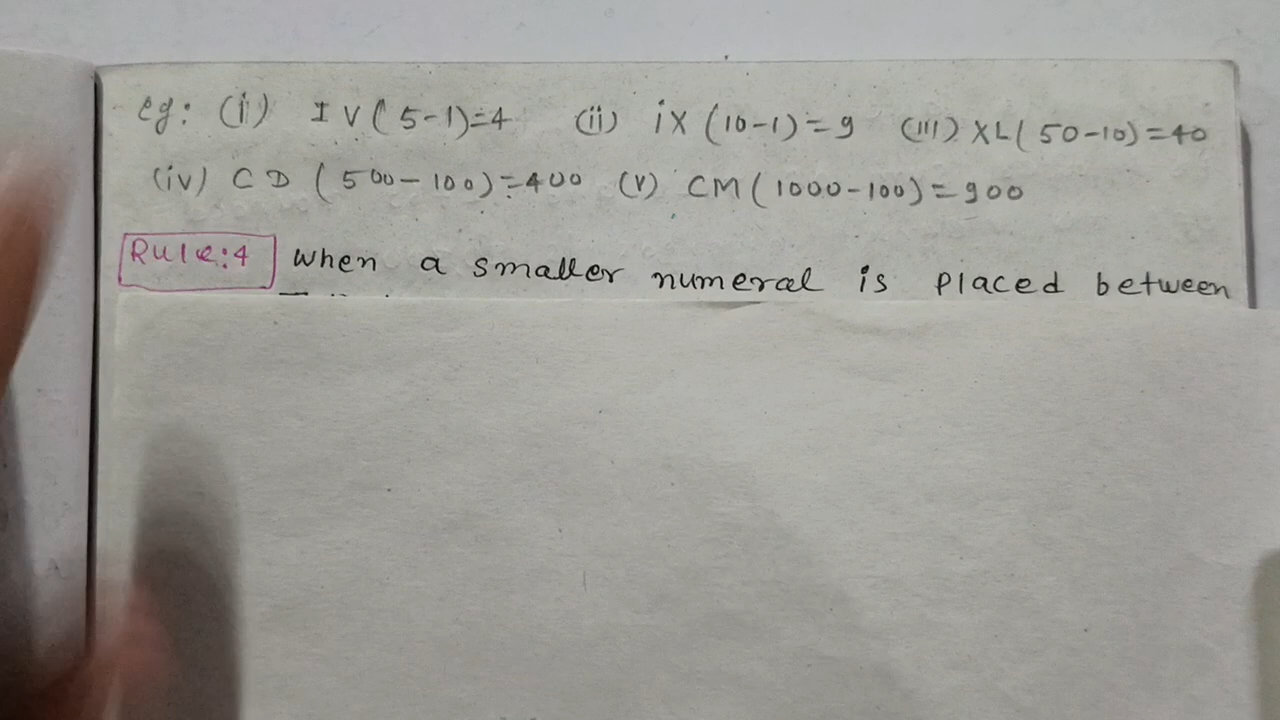 eg: (i) IV(5-1)=4 (ii) iX (10-1)=9 (III) XL(50-10)=40
(iv) CD (500-100)=400 (V) CM(1000-100)=900
Rule:4 When a smaller numeral is placed between